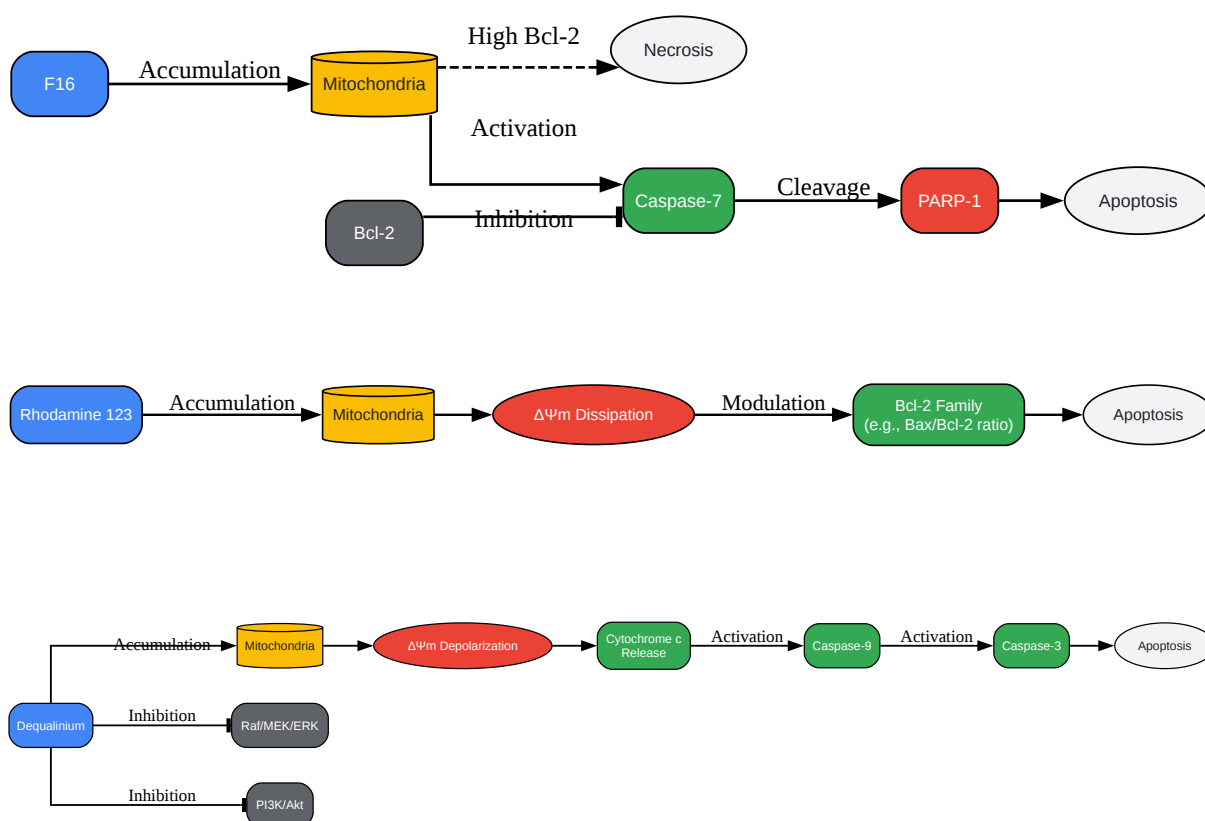 High Bcl-2
Necrosis
F16
Accumulation
Mitochondria
Activation
Caspase-7
Cleavage
PARP-1
Apoptosis
Bcl-2
Inhibition
Rhodamine 123
Accumulation
Mitochondria
ΔΨm Dissipation
Modulation
Bcl-2 Family
(e.g., Bax/Bcl-2 ratio)
Apoptosis
Accumulation
Mitochondria
ΔΨm Depolarization
Cytochrome c
Release
Activation
Caspase-9
Activation
Caspase-3
Apoptosis
Dequalinium
Inhibition
Raf/MEK/ERK
Inhibition
PI3K/Akt